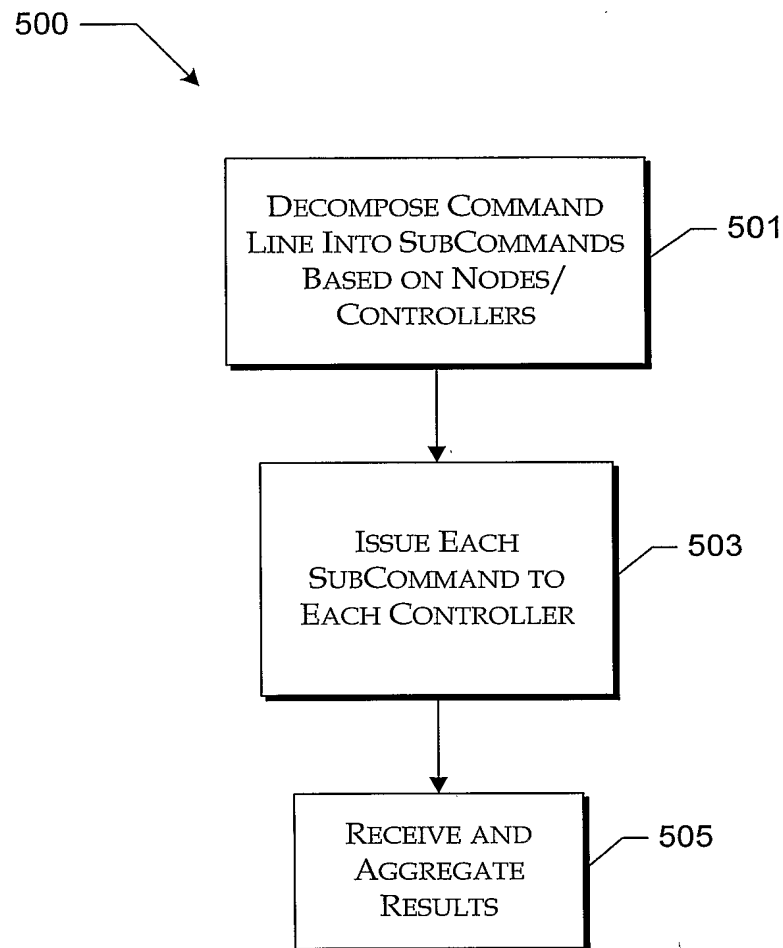 500
DECOMPOSE COMMAND
LINE INTO SUBCOMMANDS
BASED ON NODES/
CONTROLLERS
501
ISSUE EACH
SUBCOMMAND TO
EACH CONTROLLER
503
RECEIVE AND
AGGREGATE
RESULTS
505